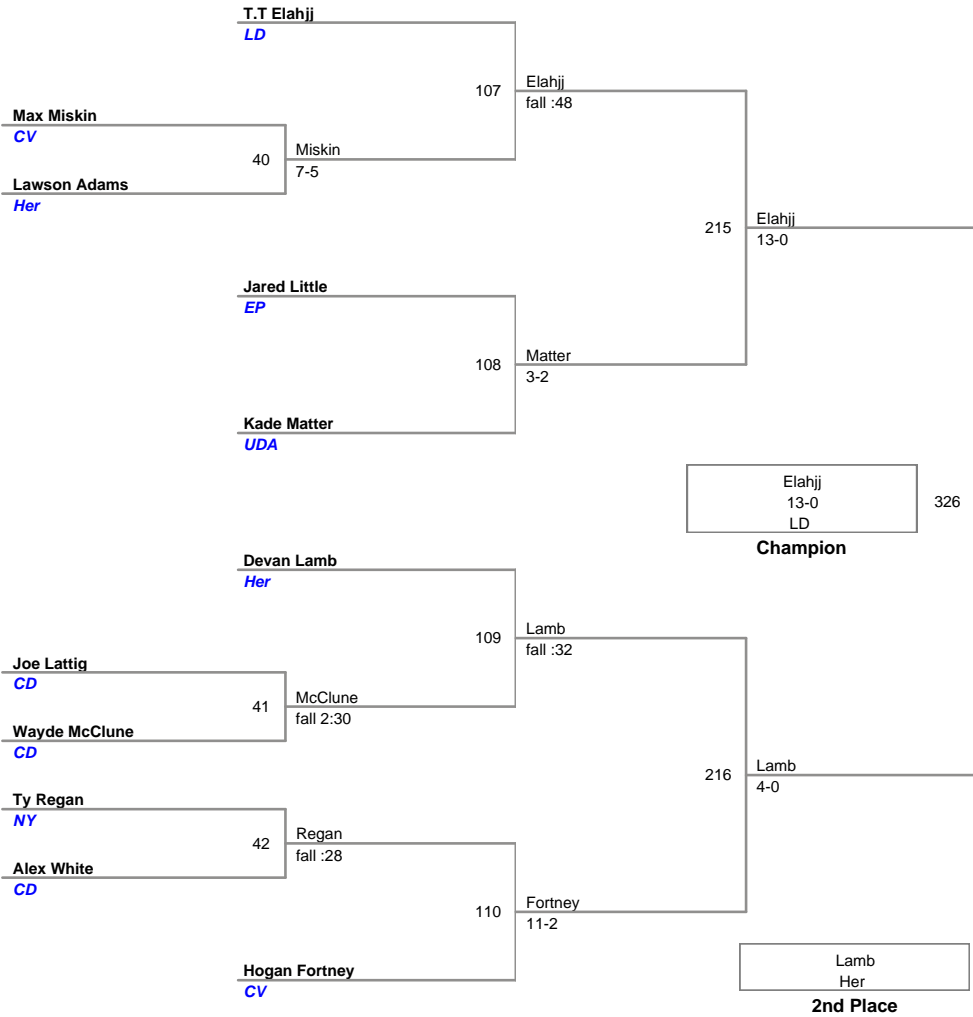 T.T Elahjj
LD
107
Elahjj
fall :48
Max Miskin
CV
40
Miskin
7-5
Lawson Adams
Her
215
Elahjj
13-0
Jared Little
EP
108
Matter
3-2
Kade Matter
UDA
Elahjj
13-0
LD
326
Champion
Devan Lamb
Her
109
Lamb
fall :32
Joe Lattig
CD
41
McClune
fall 2:30
Wayde McClune
CD
216
Lamb
4-0
Ty Regan
NY
42
Regan
fall :28
Alex White
CD
110
Fortney
11-2
Hogan Fortney
CV
Lamb
Her
2nd Place